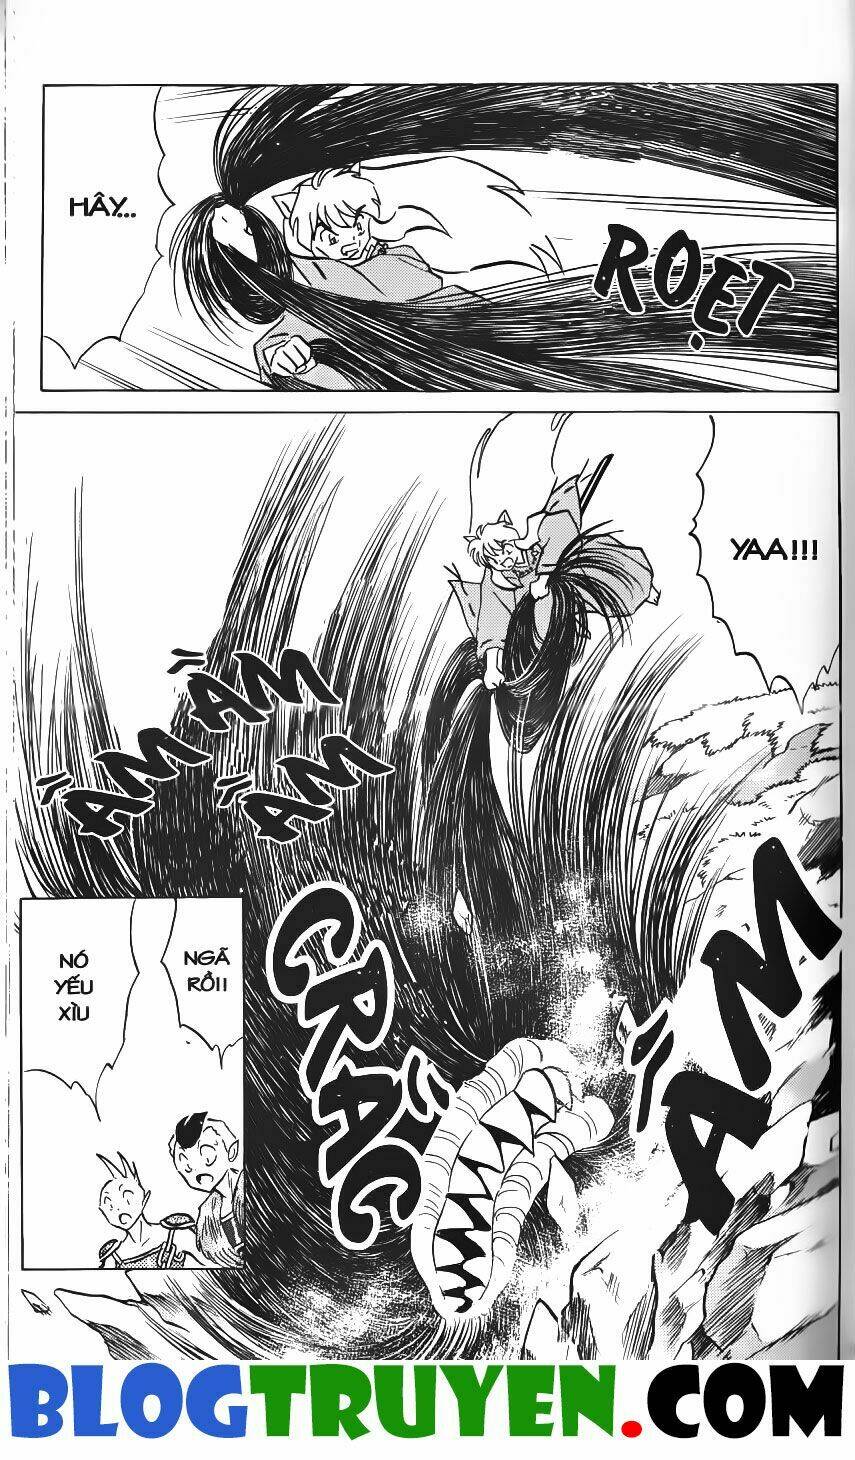 HÂY...
ROẸT
YAA!!!
ẦM ẦM
ẦM
CRẮC
ẦM
NGÃ
RỒI!
NÓ
YẾU
XÌU
BLOGTRUYEN.COM